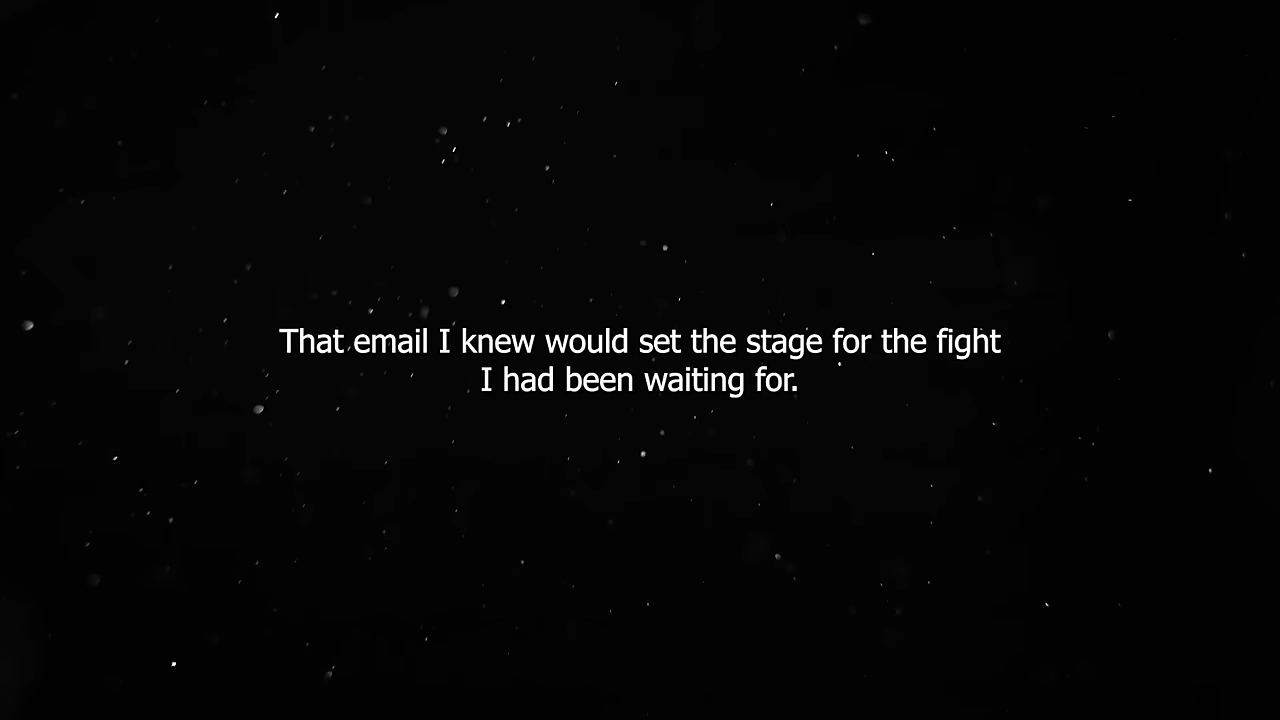 That email I knew would set the stage for the fight
I had been waiting for.